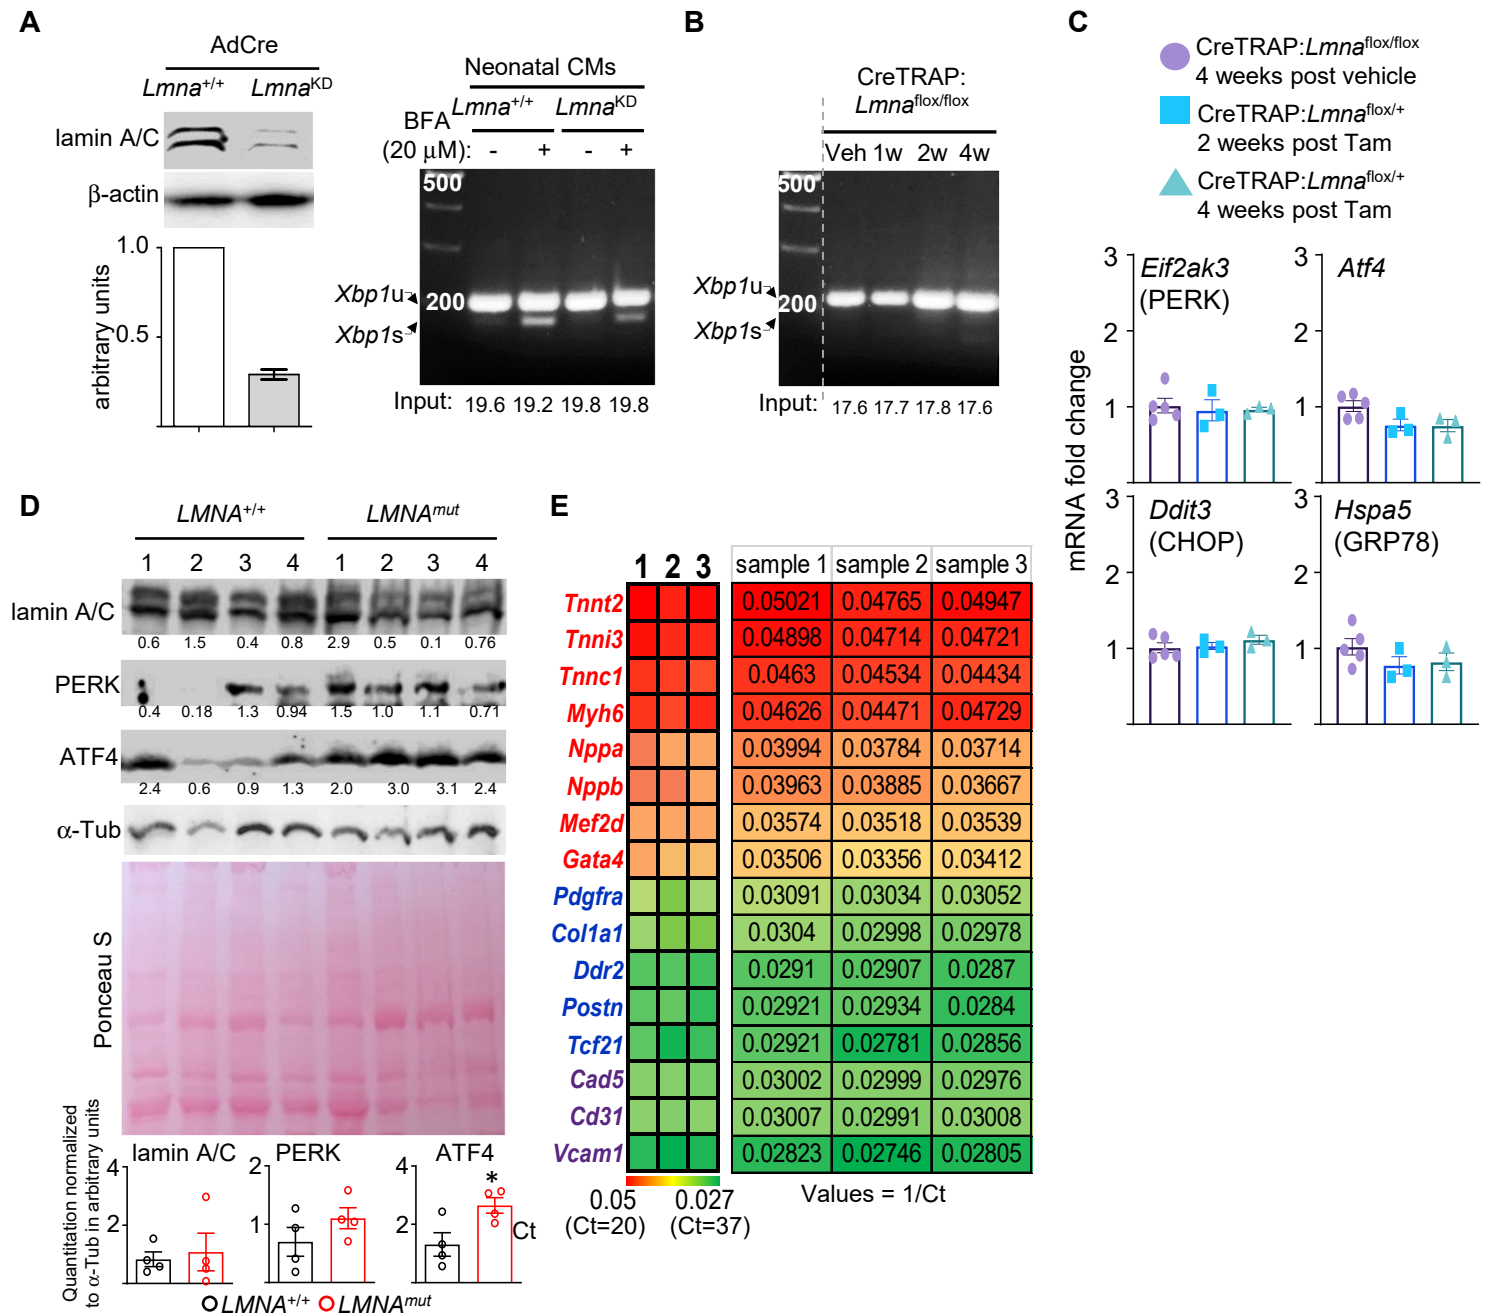 A
AdCre
Lmna+/+ LmnaKD
lamin A/C
β-actin
1.0
0.5
arbitrary units
Neonatal CMs
Lmna+/+ LmnaKD
BFA
(20 μM): - + - +
500
Xbp1u
200
Xbp1s
Input: 19.6 19.2 19.8 19.8
B
CreTRAP:
Lmnaflox/flox
Veh 1w 2w 4w
500
Xbp1u
200
Xbp1s
Input: 17.6 17.7 17.8 17.6
C
CreTRAP:Lmnaflox/flox
4 weeks post vehicle
CreTRAP:Lmnaflox/+
2 weeks post Tam
CreTRAP:Lmnaflox/+
4 weeks post Tam
mRNA fold change
3
2
1
Eif2ak3
(PERK)
3
2
1
Atf4
3
2
1
Ddit3
(CHOP)
3
2
1
Hspa5
(GRP78)
D
LMNA+/+ LMNAmut
1 2 3 4 1 2 3 4
lamin A/C
0.6 1.5 0.4 0.8 2.9 0.5 0.1 0.76
PERK
0.4 0.18 1.3 0.94 1.5 1.0 1.1 0.71
ATF4
2.4 0.6 0.9 1.3 2.0 3.0 3.1 2.4
α-Tub
Ponceau S
Quantitation normalized
to α-Tub in arbitrary units
lamin A/C
4
2
PERK
2
1
ATF4
4
2
*
LMNA+/+ LMNAmut
E
1 2 3 sample 1 sample 2 sample 3
Tnnt2 0.05021 0.04765 0.04947
Tnni3 0.04898 0.04714 0.04721
Tnnc1 0.0463 0.04534 0.04434
Myh6 0.04626 0.04471 0.04729
Nppa 0.03994 0.03784 0.03714
Nppb 0.03963 0.03885 0.03667
Mef2d 0.03574 0.03518 0.03539
Gata4 0.03506 0.03356 0.03412
Pdgfra 0.03091 0.03034 0.03052
Col1a1 0.0304 0.02998 0.02978
Ddr2 0.0291 0.02907 0.0287
Postn 0.02921 0.02934 0.0284
Tcf21 0.02921 0.02781 0.02856
Cad5 0.03002 0.02999 0.02976
Cd31 0.03007 0.02991 0.03008
Vcam1 0.02823 0.02746 0.02805
0.05 0.027
(Ct=20) (Ct=37)
Ct
Values = 1/Ct